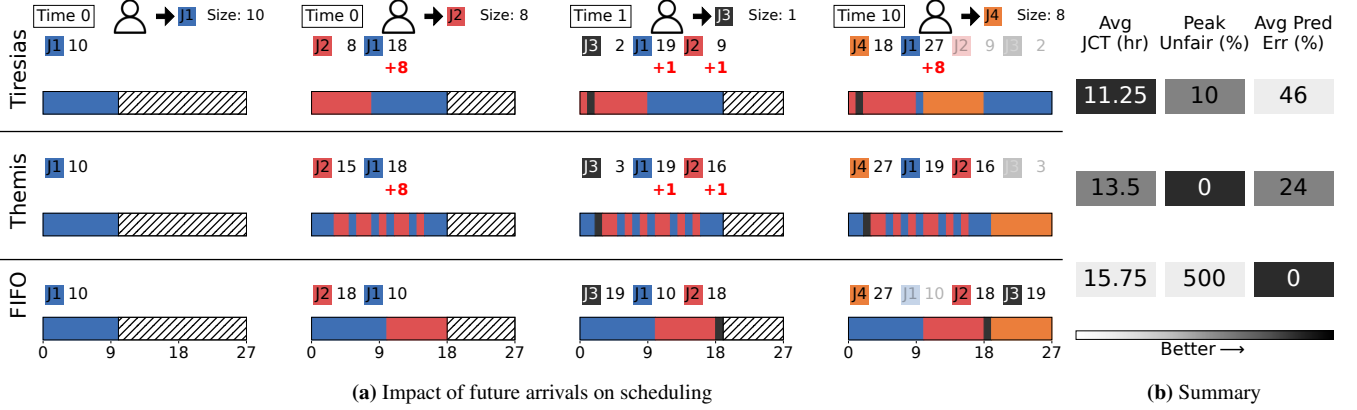 Time 0 J1 Size: 10 Time 0 J2 Size: 8 Time 1 J3 Size: 1 Time 10 J4 Size: 8
Avg JCT (hr) Peak Unfair (%) Avg Pred Err (%)
Tiresias
J1 10 J2 8 J1 18 J3 2 J1 19 J2 9 J4 18 J1 27 J2 9 J3 2
+8 +1 +1 +8
11.25 10 46
Themis
J1 10 J2 15 J1 18 J3 3 J1 19 J2 16 J4 27 J1 19 J2 16 J3 3
+8 +1 +1
13.5 0 24
FIFO
J1 10 J2 18 J1 10 J3 19 J1 10 J2 18 J4 27 J1 10 J2 18 J3 19
15.75 500 0
0 9 18 27 0 9 18 27 0 9 18 27 0 9 18 27
Better →
(a) Impact of future arrivals on scheduling
(b) Summary